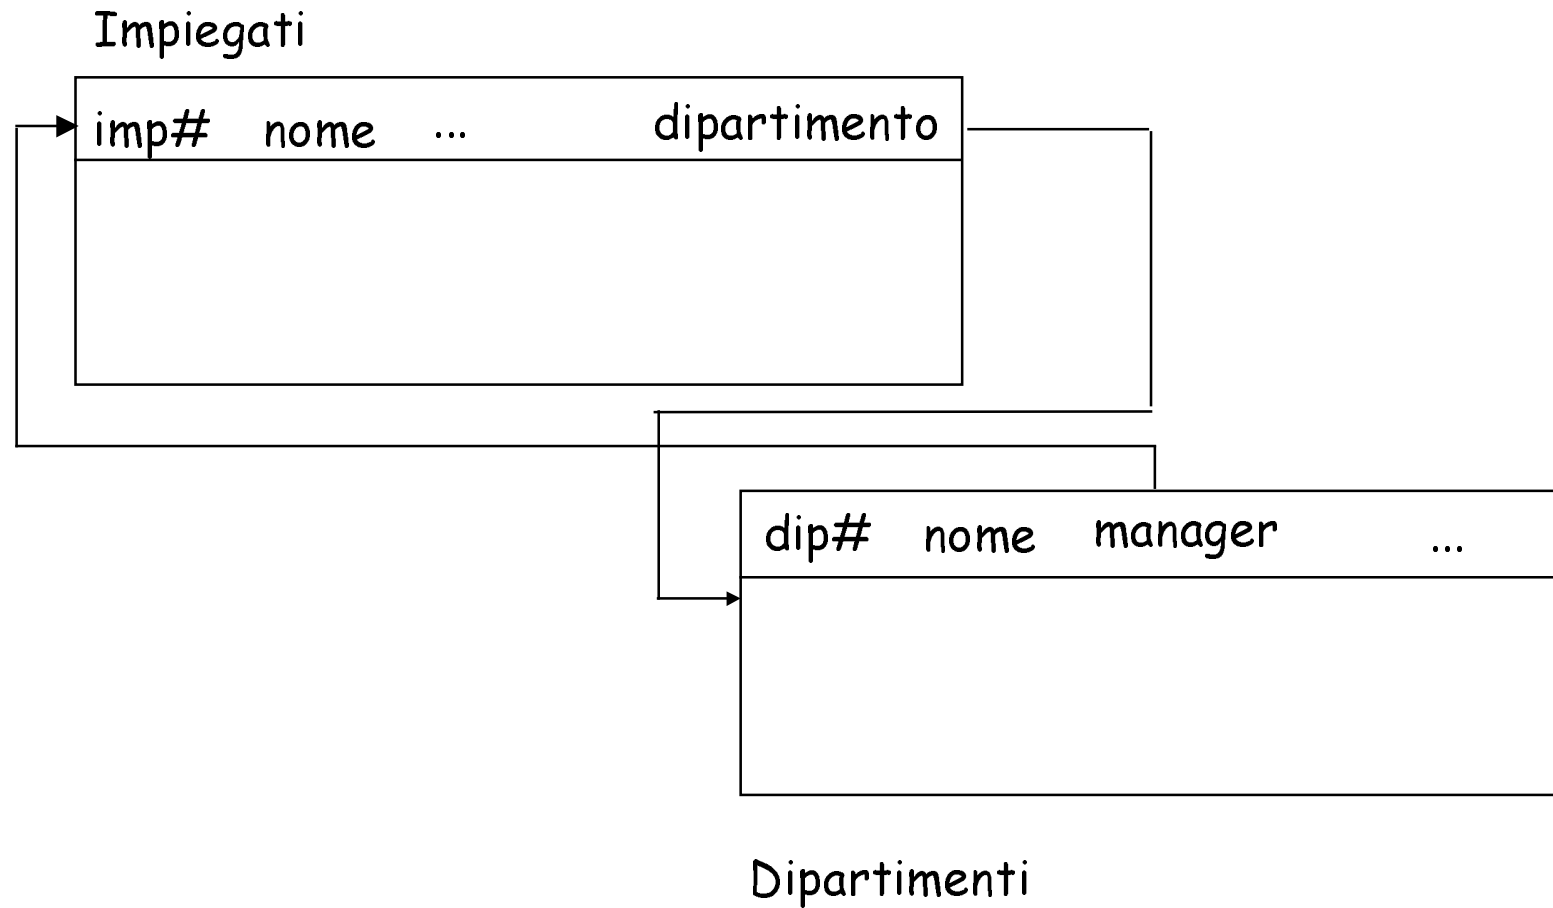 Impiegati
imp# nome ... dipartimento
dip# nome manager ...
Dipartimenti